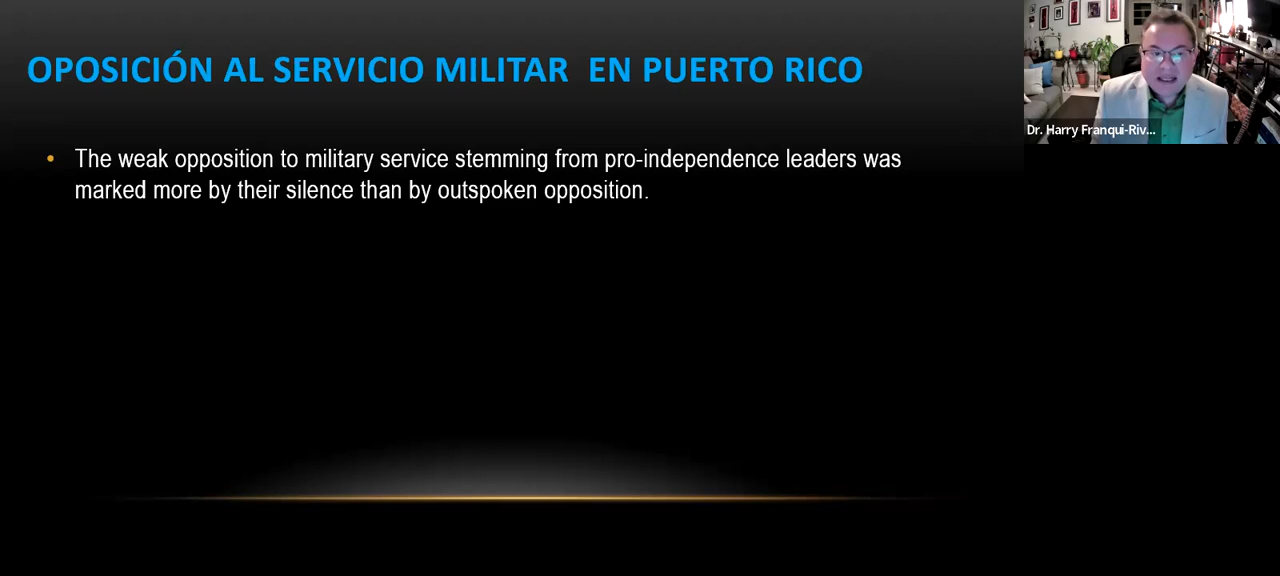 OPOSICIÓN AL SERVICIO MILITAR EN PUERTO RICO
Dr. Harry Franqui-Riv...
• The weak opposition to military service stemming from pro-independence leaders was
marked more by their silence than by outspoken opposition.